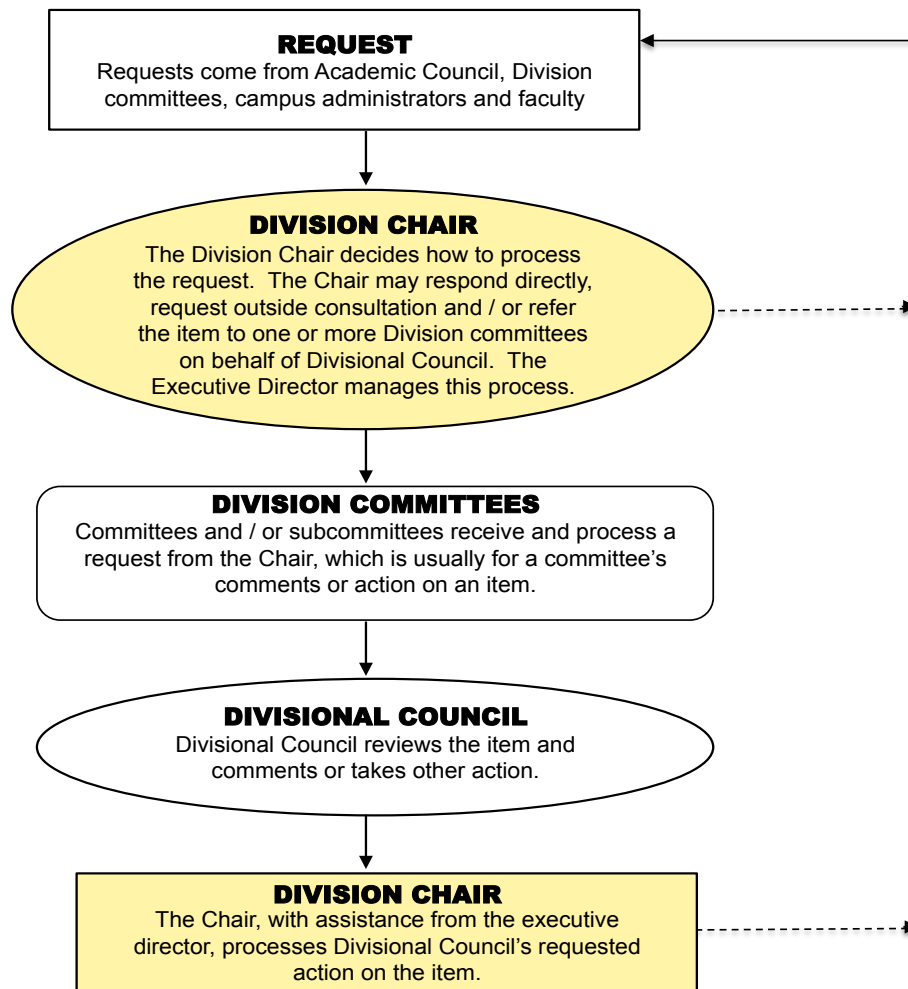 REQUEST
Requests come from Academic Council, Division
committees, campus administrators and faculty
DIVISION CHAIR
The Division Chair decides how to process
the request.  The Chair may respond directly,
request outside consultation and / or refer
the item to one or more Division committees
on behalf of Divisional Council.  The
Executive Director manages this process.
DIVISION COMMITTEES
Committees and / or subcommittees receive and process a
request from the Chair, which is usually for a committee’s
comments or action on an item.
DIVISIONAL COUNCIL
Divisional Council reviews the item and
comments or takes other action.
DIVISION CHAIR
The Chair, with assistance from the executive
director, processes Divisional Council’s requested
action on the item.